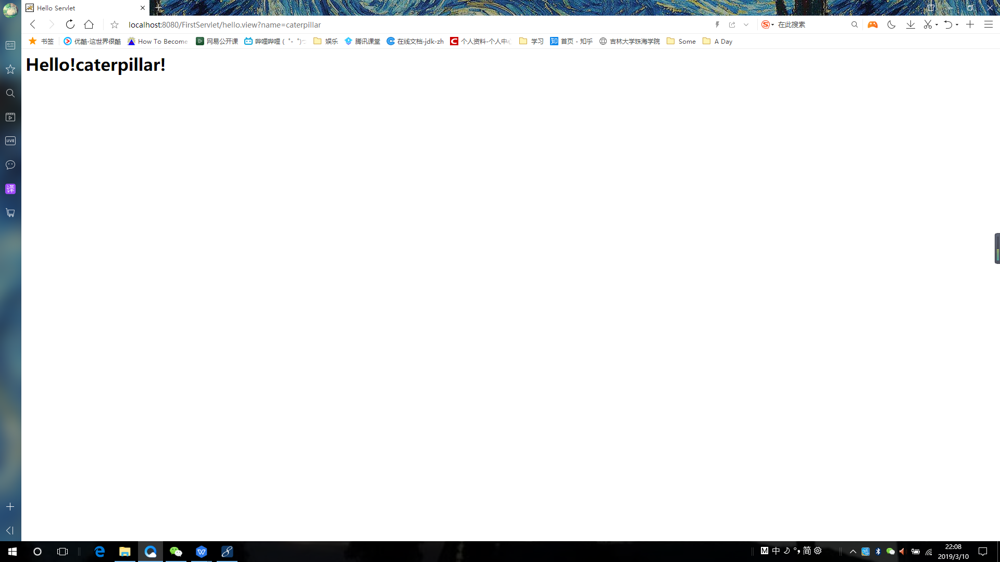 Hello Servlet
localhost:8080/FirstServlet/hello.view?name=caterpillar
在此搜索
书签 优酷-这世界很酷 How To Become 网易公开课 哔哩哔哩 ( ゜- ゜)つ 娱乐 腾讯课堂 在线文档-jdk-zh 个人资料-个人中心 学习 首页 - 知乎 吉林大学珠海学院 Some A Day
Hello!caterpillar!
LIVE
译
M 中 简
22:08
2019/3/10